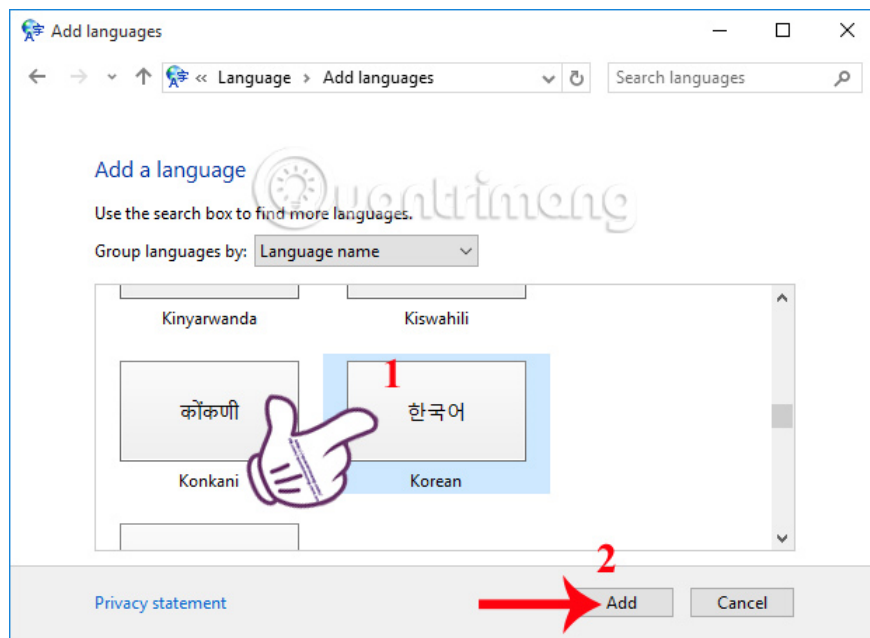 Add languages
« Language › Add languages
Search languages
Add a language
Quantrimang
Use the search box to find more languages.
Group languages by: Language name
Kinyarwanda Kiswahili
1
कोंकणी 한국어
Konkani Korean
2
Privacy statement Add Cancel